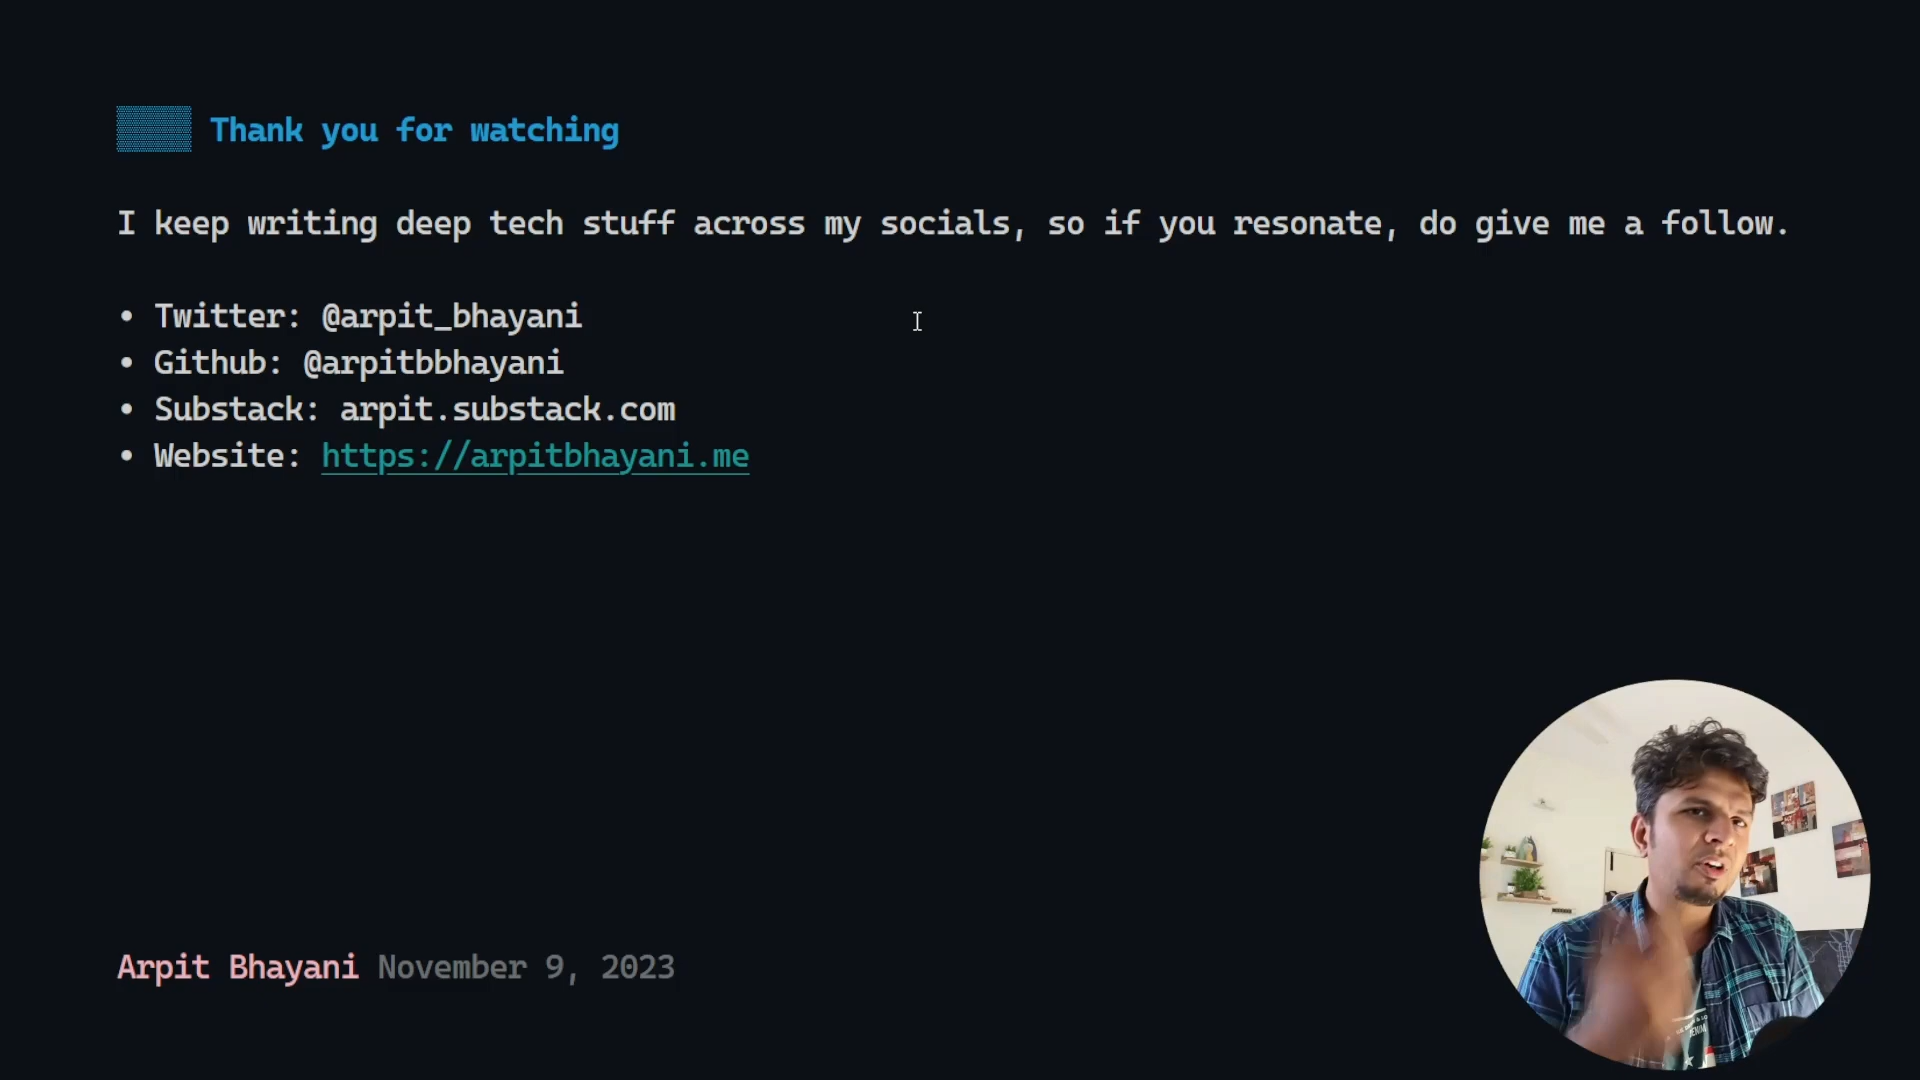 Thank you for watching
I keep writing deep tech stuff across my socials, so if you resonate, do give me a follow.
• Twitter: @arpit_bhayani
• Github: @arpitbbhayani
• Substack: arpit.substack.com
• Website: https://arpitbhayani.me
Arpit Bhayani November 9, 2023